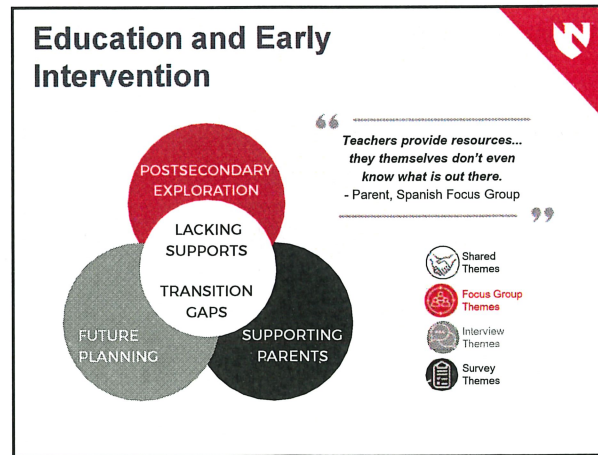 Education and Early
Intervention
“
Teachers provide resources...
they themselves don't even
know what is out there.
- Parent, Spanish Focus Group
”
POSTSECONDARY
EXPLORATION
LACKING
SUPPORTS
TRANSITION
GAPS
FUTURE
PLANNING
SUPPORTING
PARENTS
Shared
Themes
Focus Group
Themes
Interview
Themes
Survey
Themes
N